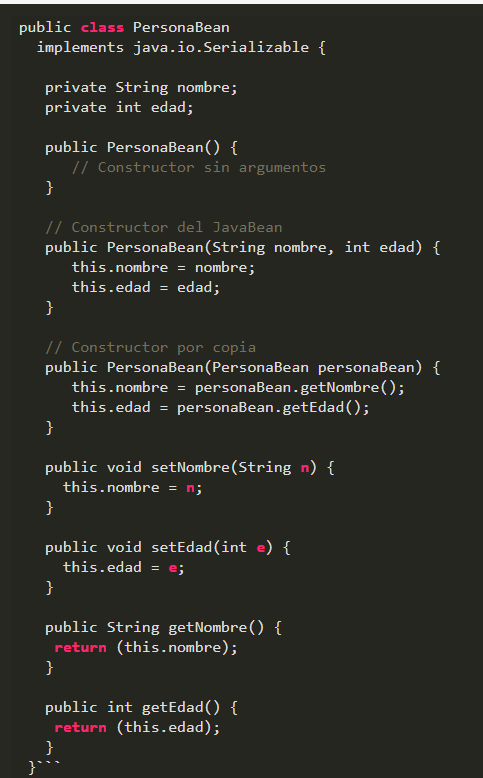 public class PersonaBean
  implements java.io.Serializable {

   private String nombre;
   private int edad;

   public PersonaBean() {
      // Constructor sin argumentos
   }

   // Constructor del JavaBean
   public PersonaBean(String nombre, int edad) {
      this.nombre = nombre;
      this.edad = edad;
   }

   // Constructor por copia
   public PersonaBean(PersonaBean personaBean) {
      this.nombre = personaBean.getNombre();
      this.edad = personaBean.getEdad();
   }

   public void setNombre(String n) {
     this.nombre = n;
   }

   public void setEdad(int e) {
     this.edad = e;
   }

   public String getNombre() {
    return (this.nombre);
   }

   public int getEdad() {
    return (this.edad);
   }
 }```